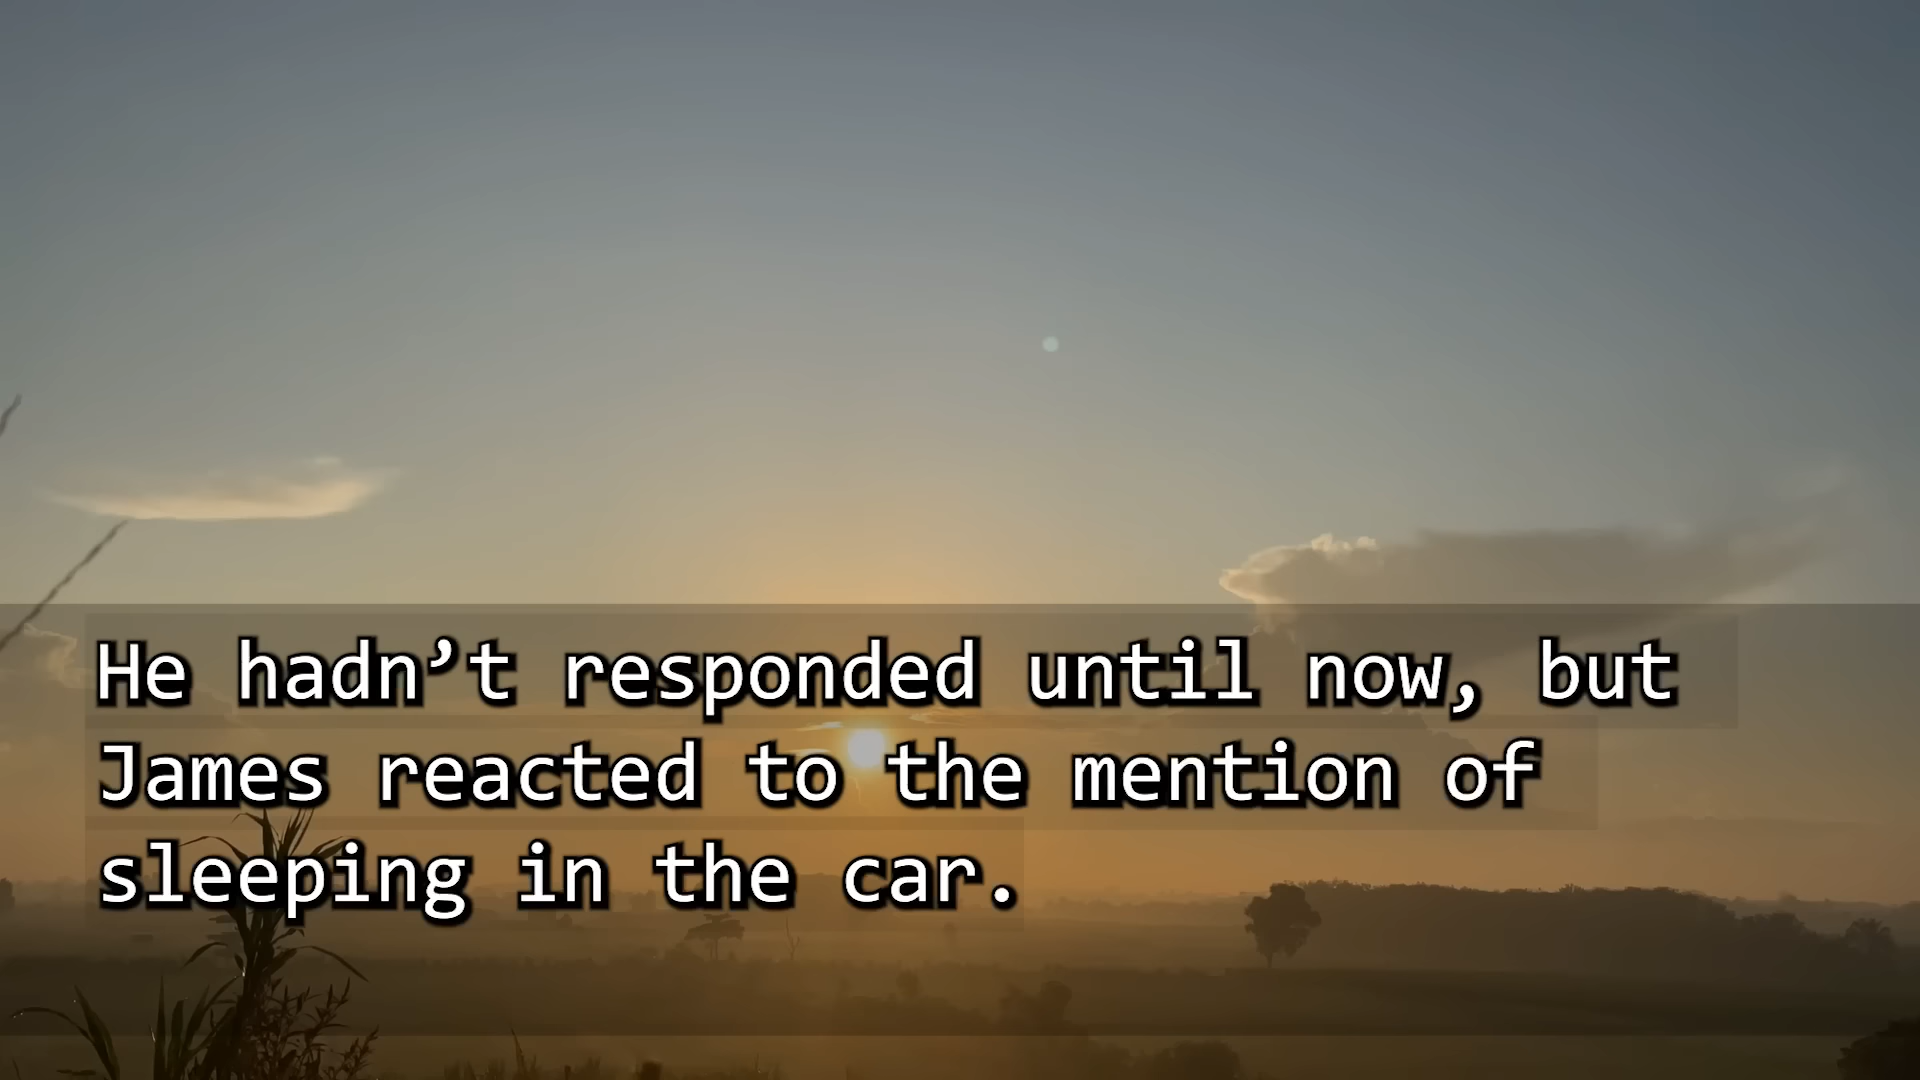 He hadn’t responded until now, but
James reacted to the mention of
sleeping in the car.